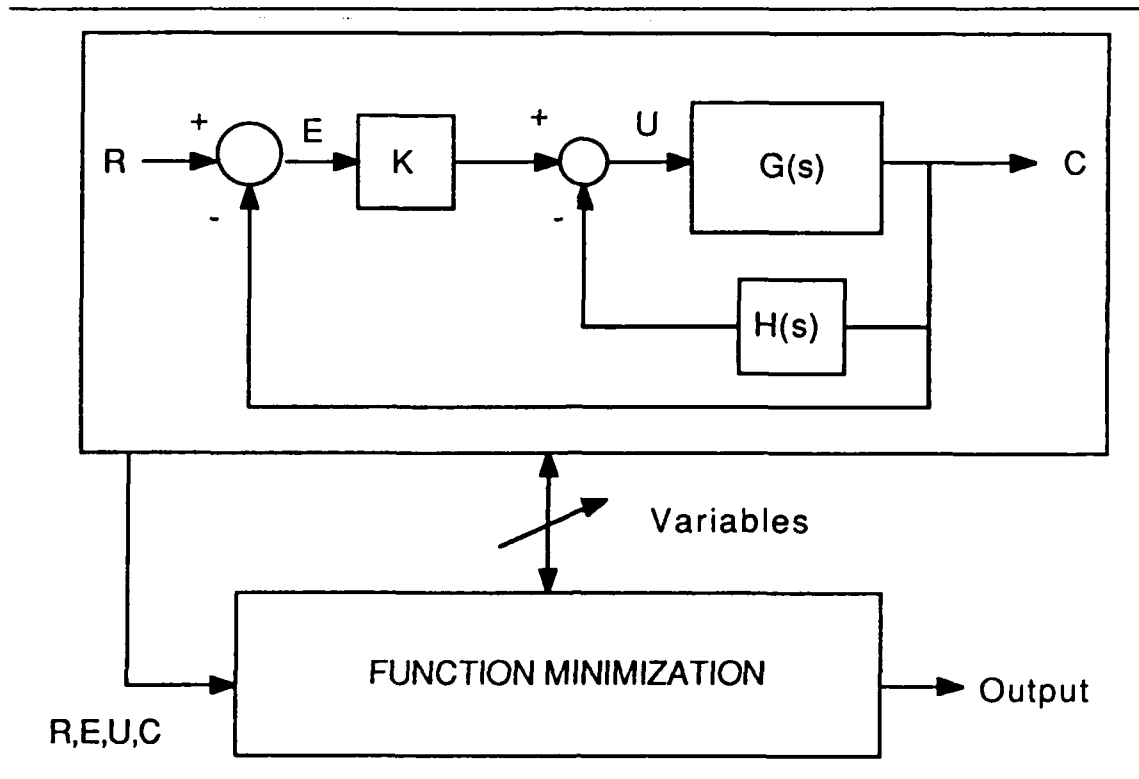 + E + U
R K G(s) C
- -
H(s)
Variables
FUNCTION MINIMIZATION
Output
R,E,U,C